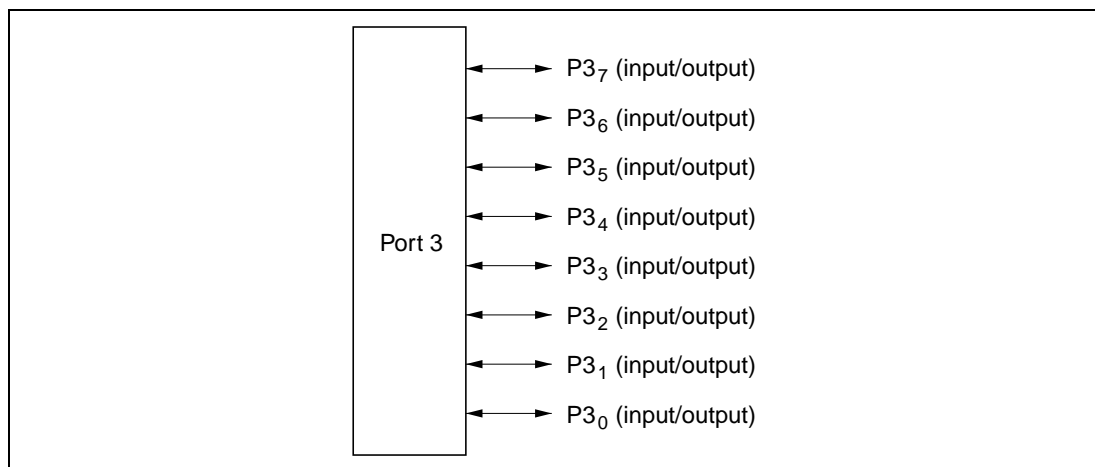 P3₇ (input/output)
P3₆ (input/output)
P3₅ (input/output)
P3₄ (input/output)
Port 3
P3₃ (input/output)
P3₂ (input/output)
P3₁ (input/output)
P3₀ (input/output)